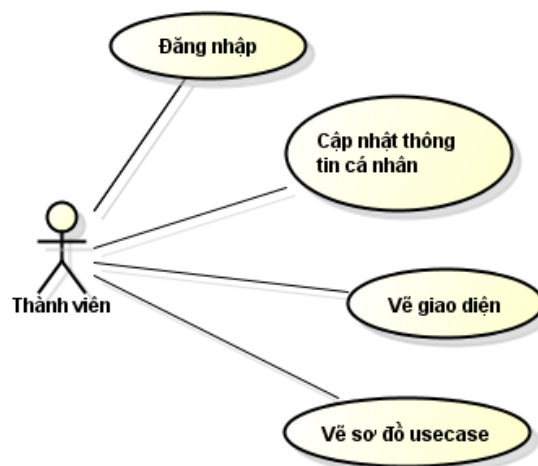 Đăng nhập
Cập nhật thông
tin cá nhân
Thành viên
Vẽ giao diện
Vẽ sơ đồ usecase